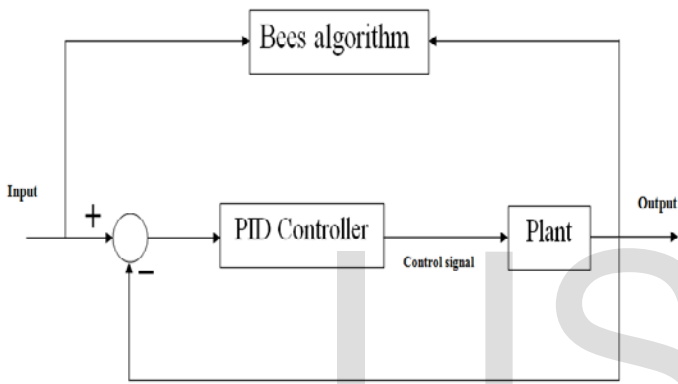 Bees algorithm
Input
+
−
PID Controller
Control signal
Plant
Output